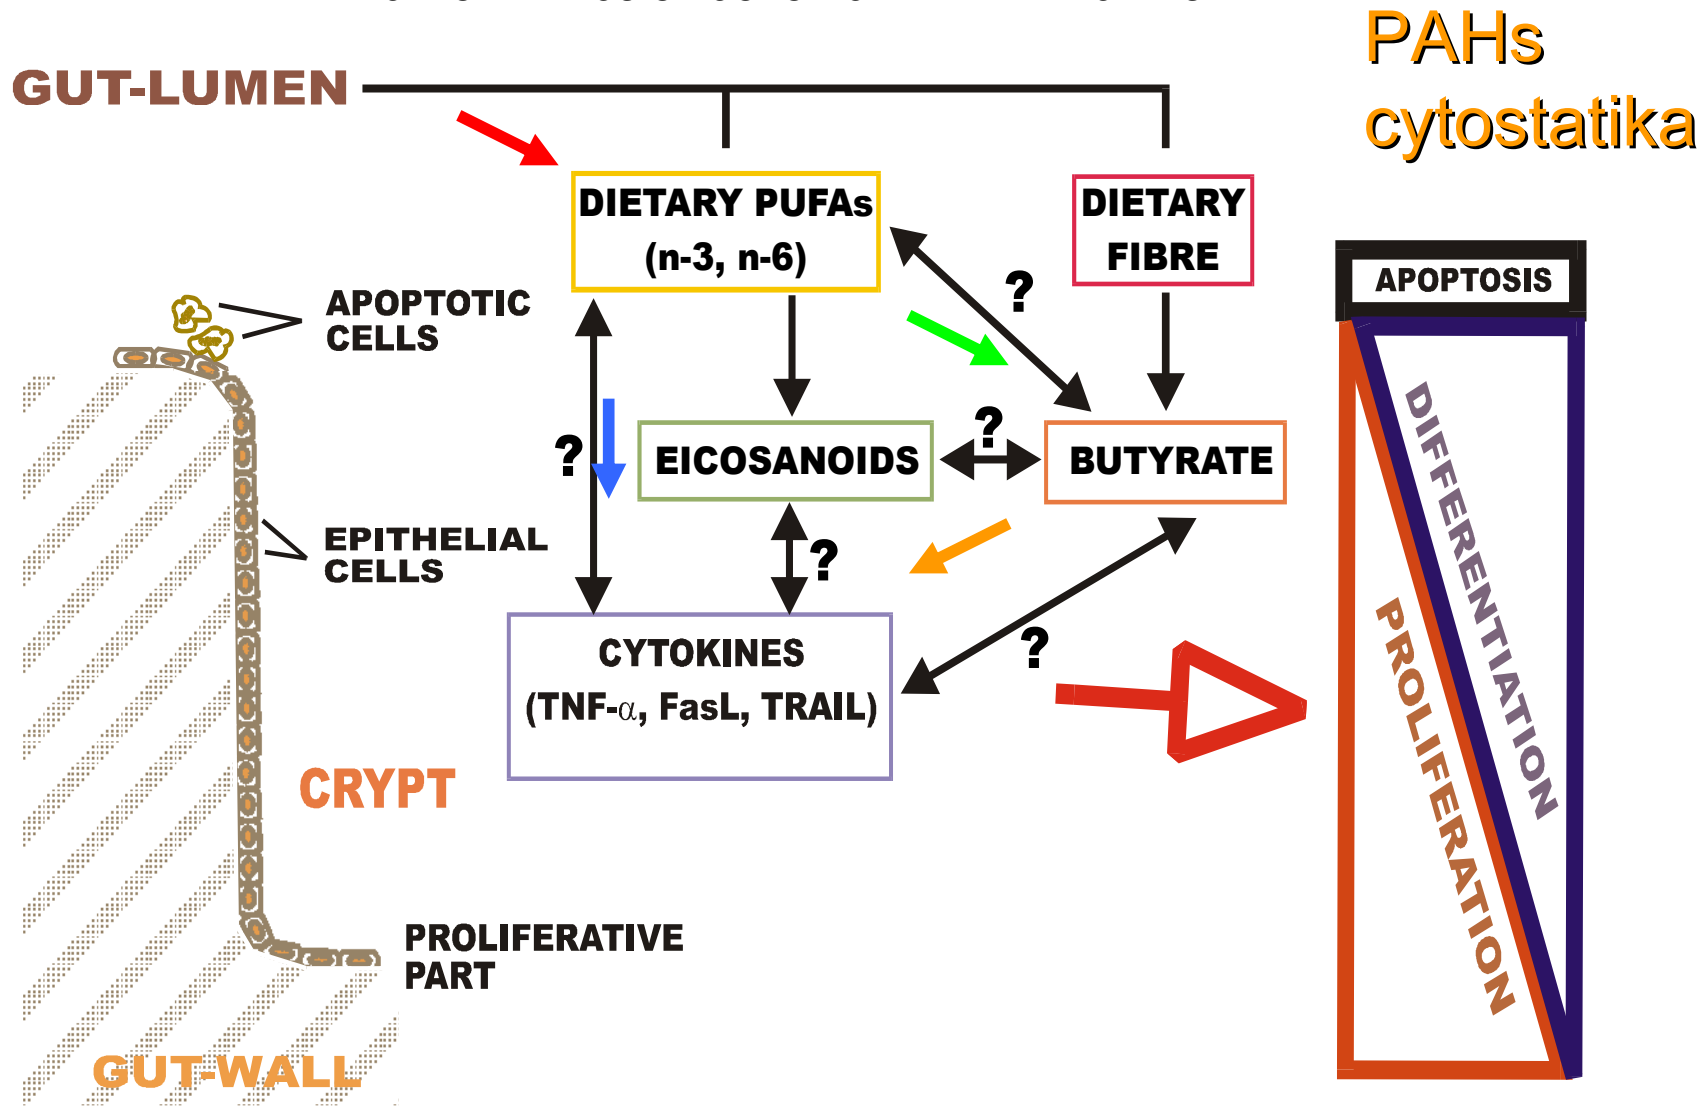 PAHs
cytostatika
GUT-LUMEN
DIETARY PUFAs
(n-3, n-6)
DIETARY
FIBRE
?
APOPTOSIS
APOPTOTIC
CELLS
DIFFERENTIATION
?
?
EICOSANOIDS
BUTYRATE
EPITHELIAL
CELLS
?
CYTOKINES
(TNF-α, FasL, TRAIL)
?
PROLIFERATION
CRYPT
PROLIFERATIVE
PART
GUT-WALL